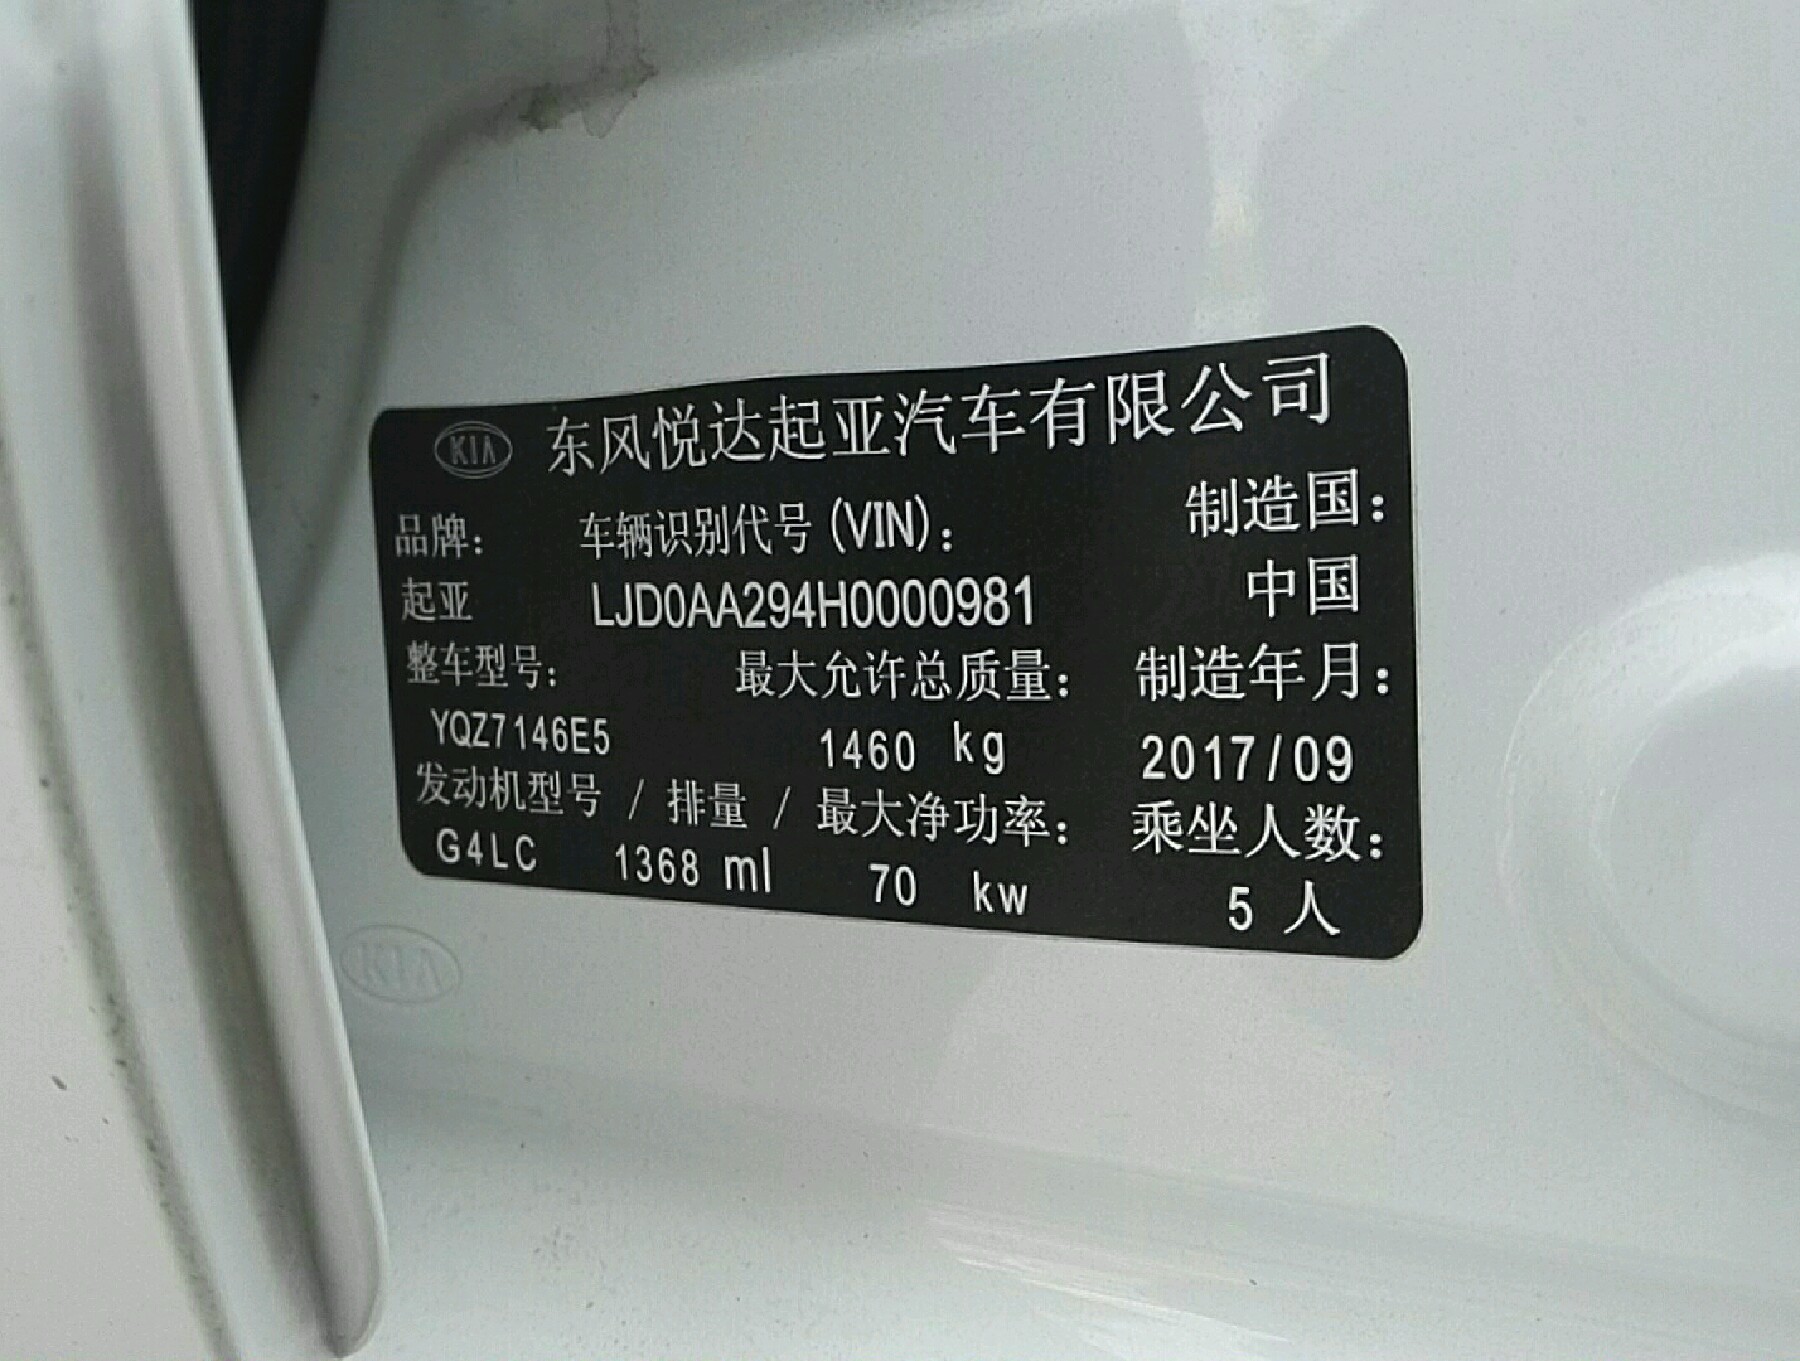 KIA 东风悦达起亚汽车有限公司
品牌： 车辆识别代号 (VIN)： 制造国：
起亚 LJD0AA294H0000981 中国
整车型号： 最大允许总质量： 制造年月：
YQZ7146E5 1460 kg 2017/09
发动机型号 / 排量 / 最大净功率： 乘坐人数：
G4LC 1368 ml 70 kw 5 人
KIA